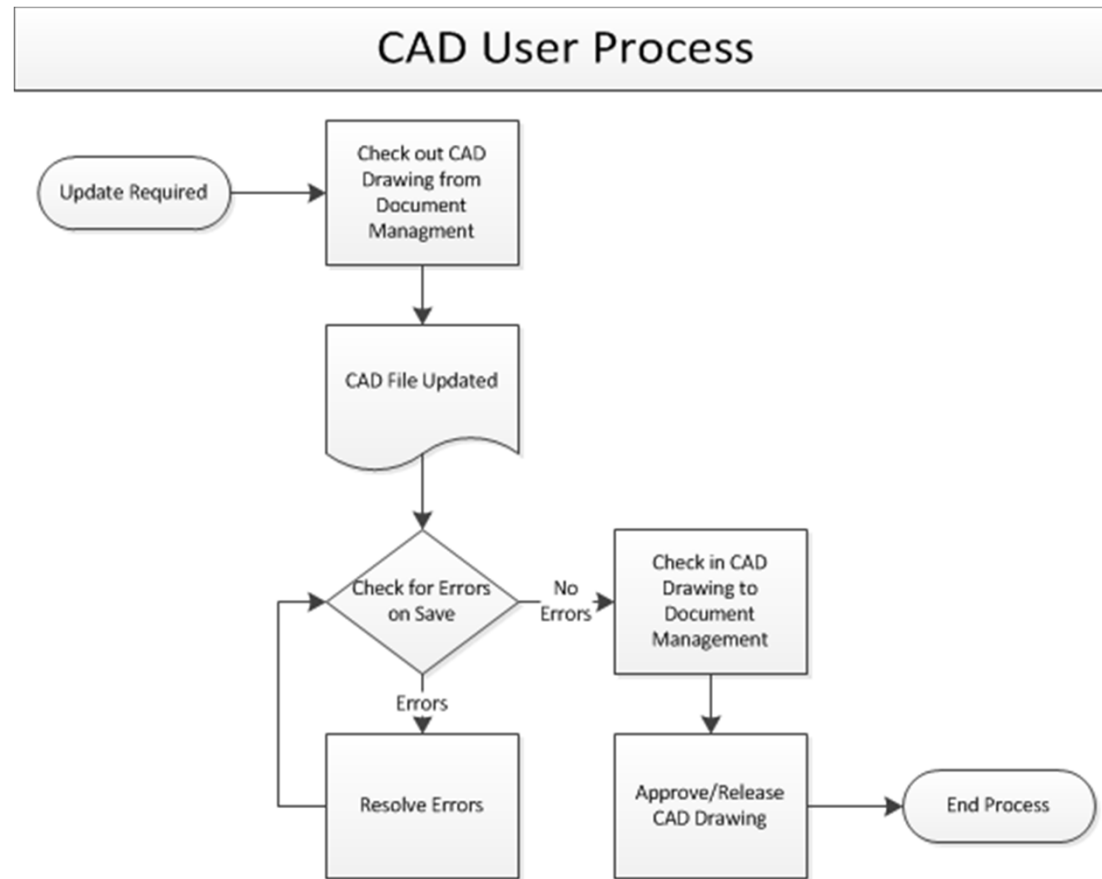 CAD User Process
Update Required
Check out CAD
Drawing from
Document
Managment
CAD File Updated
Check for Errors
on Save
No
Errors
Check in CAD
Drawing to
Document
Management
Errors
Resolve Errors
Approve/Release
CAD Drawing
End Process